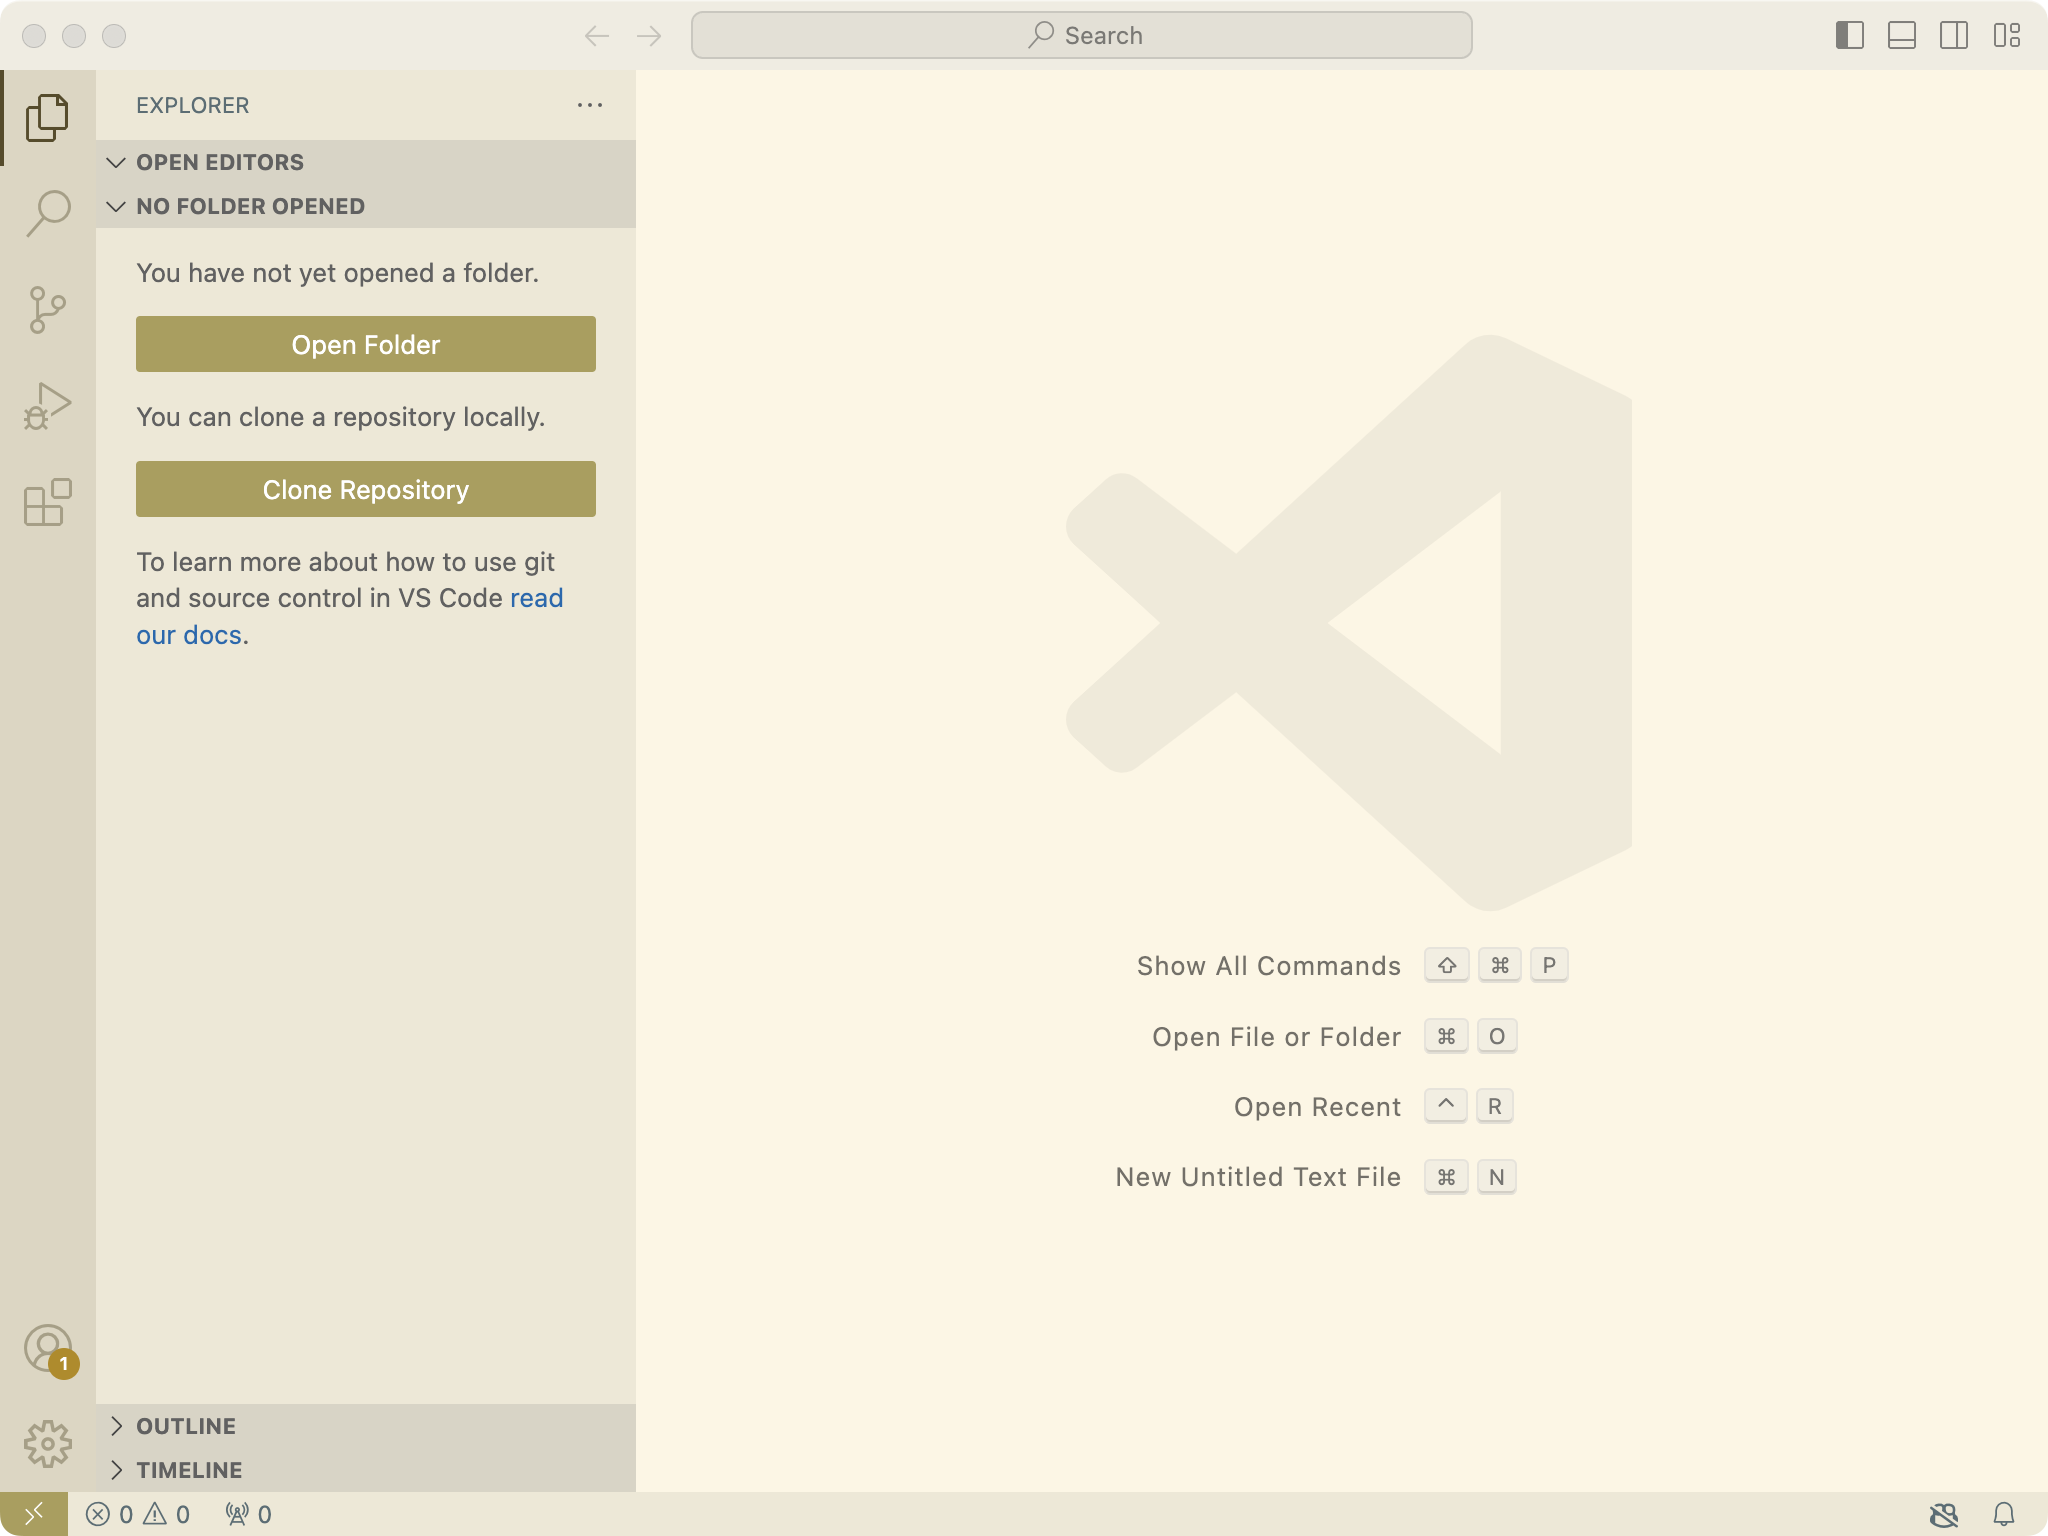 Search
EXPLORER
OPEN EDITORS
NO FOLDER OPENED
You have not yet opened a folder.
Open Folder
You can clone a repository locally.
Clone Repository
To learn more about how to use git
and source control in VS Code read
our docs.
Show All Commands ⇧ ⌘ P
Open File or Folder ⌘ O
Open Recent ^ R
New Untitled Text File ⌘ N
1
OUTLINE
TIMELINE
0 0 0